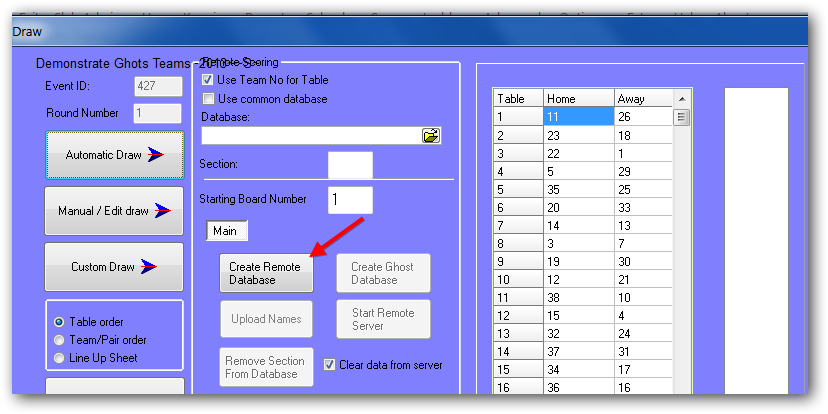 Draw
Demonstrate Ghots Teams -2013-- S
Event ID: 427
Round Number 1
Automatic Draw
Manual / Edit draw
Custom Draw
Table order
Team/Pair order
Line Up Sheet
Remote Scoring
Use Team No for Table
Use common database
Database:
Section:
Starting Board Number 1
Main
Create Remote
Database
Create Ghost
Database
Upload Names
Start Remote
Server
Remove Section
From Database
Clear data from server
Table Home Away
1 11 26
2 23 18
3 22 1
4 5 29
5 35 25
6 20 33
7 14 13
8 3 7
9 19 30
10 12 21
11 38 10
12 15 4
13 32 24
14 37 31
15 34 17
16 36 16